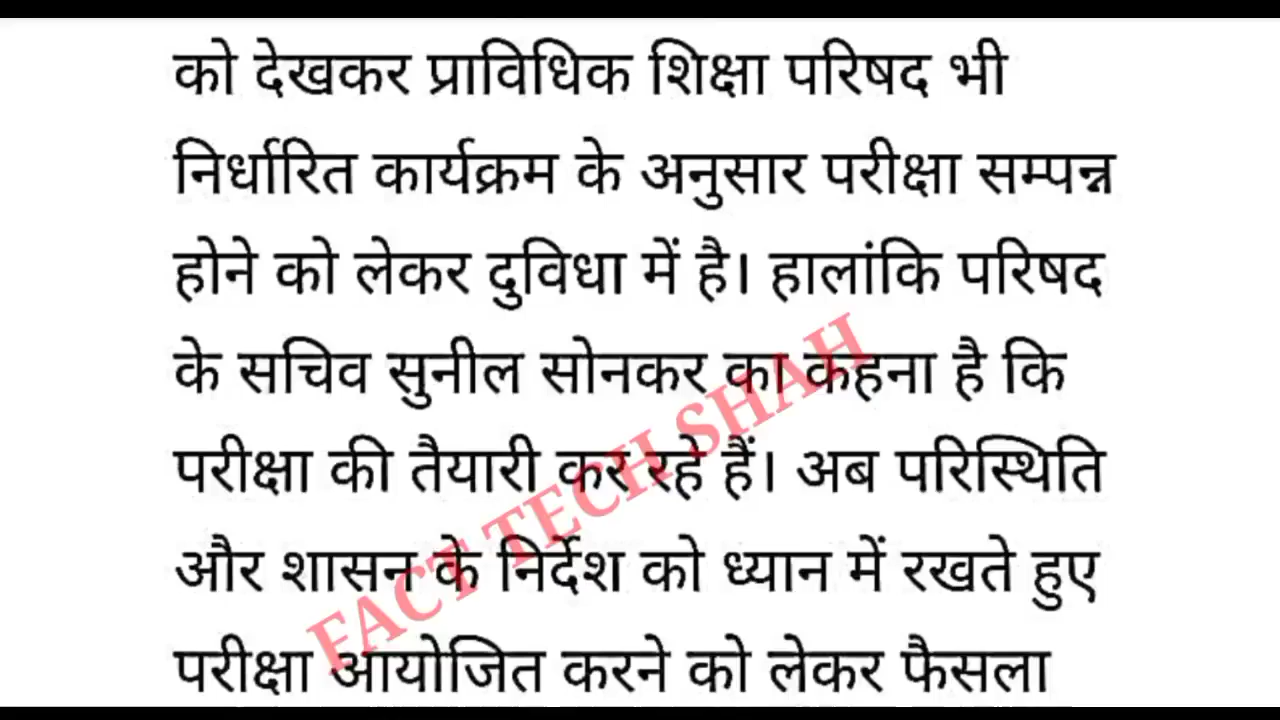 को देखकर प्राविधिक शिक्षा परिषद भी
निर्धारित कार्यक्रम के अनुसार परीक्षा सम्पन्न
होने को लेकर दुविधा में है। हालांकि परिषद
के सचिव सुनील सोनकर का कहना है कि
परीक्षा की तैयारी कर रहे हैं। अब परिस्थिति
और शासन के निर्देश को ध्यान में रखते हुए
परीक्षा आयोजित करने को लेकर फैसला
FACT TECH SHAH